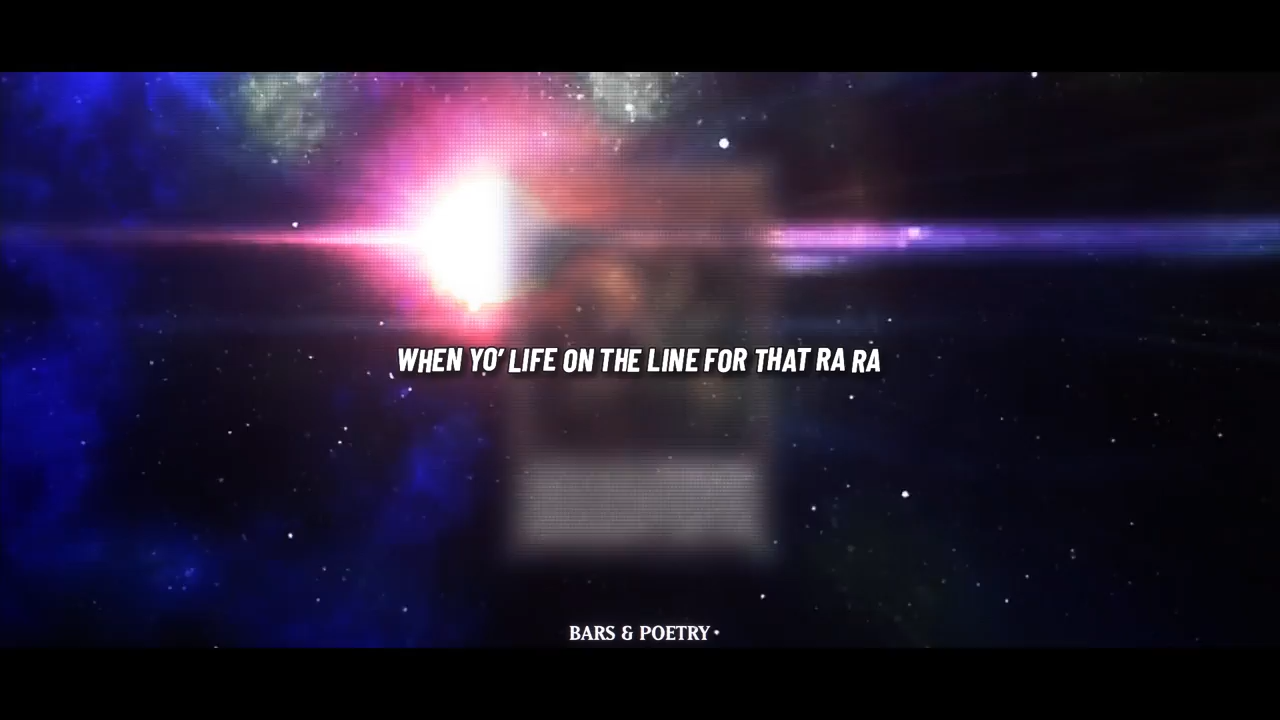 WHEN YO' LIFE ON THE LINE FOR THAT RA RA
BARS & POETRY